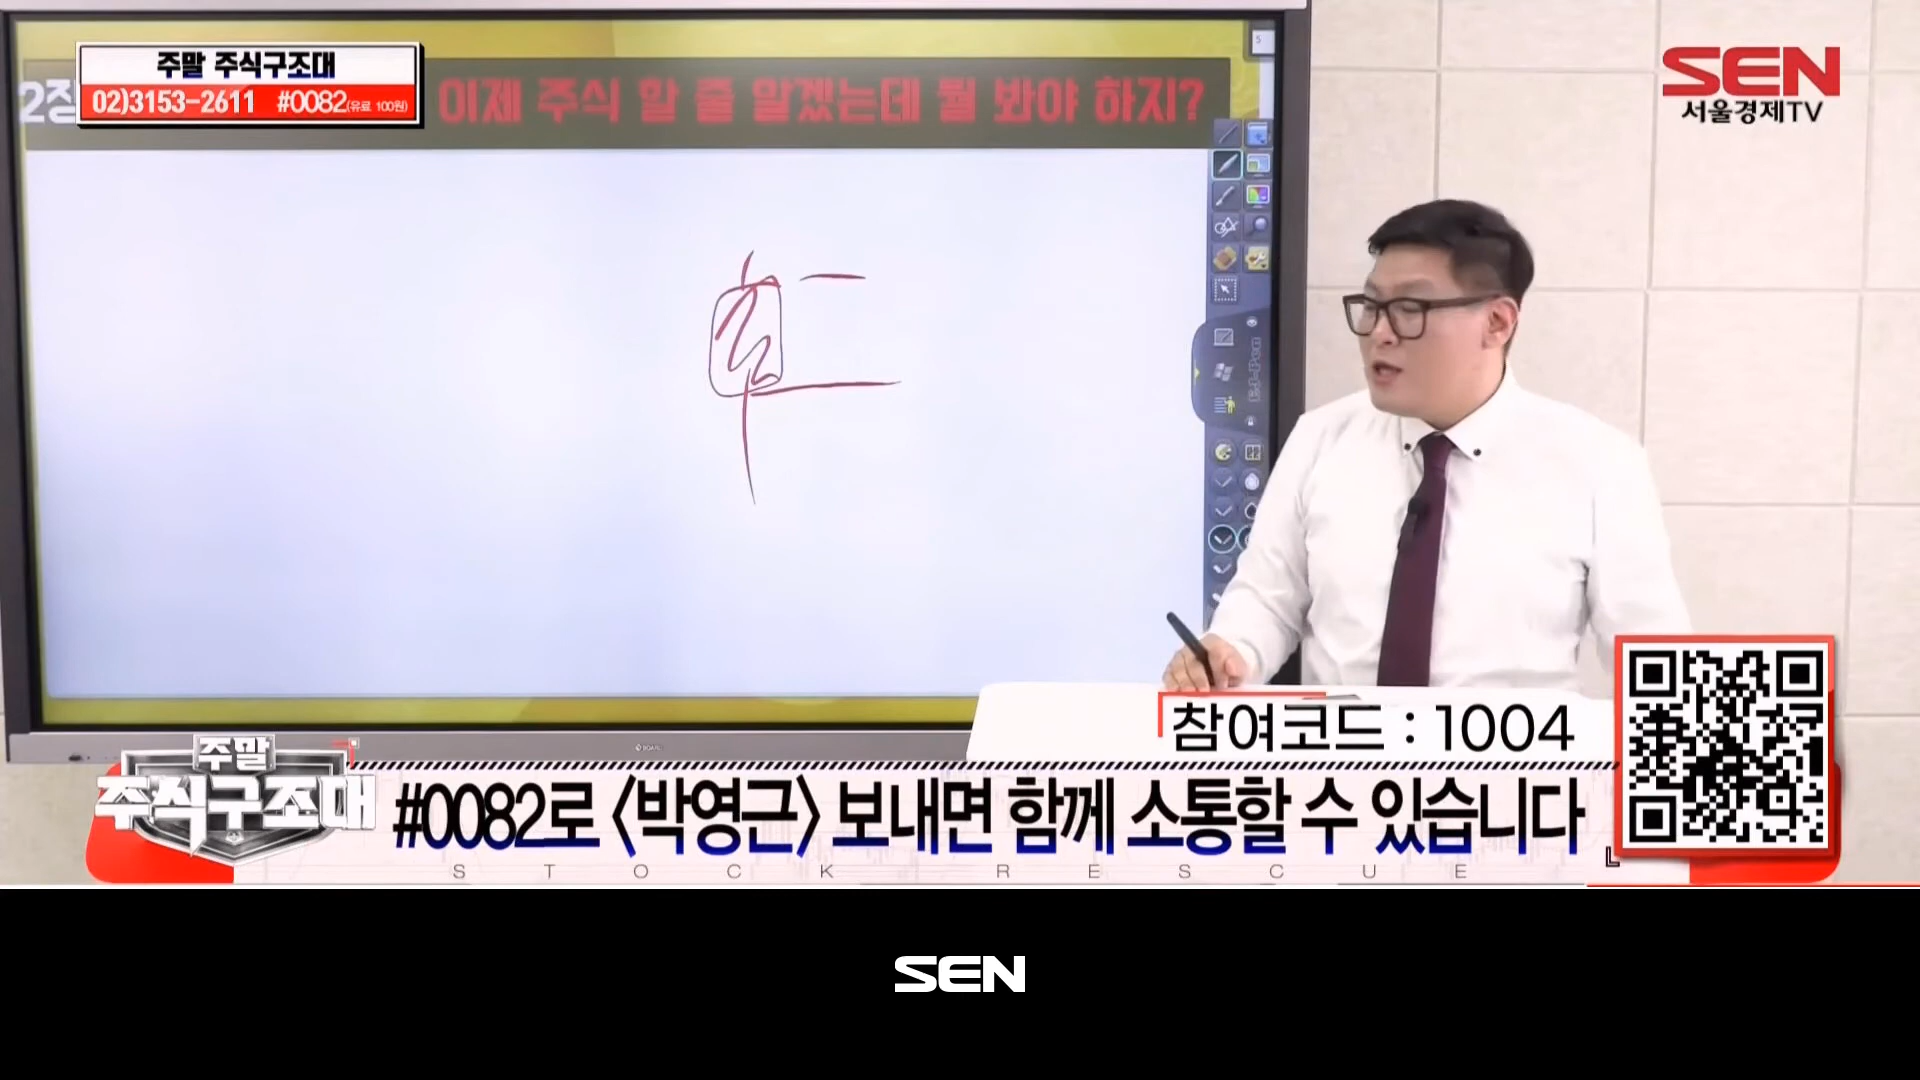 주말 주식구조대
02)3153-2611 #0082(유료 100원)
이제 주식 할 줄 알겠는데 뭘 봐야 하지?
SEN
서울경제TV
참여코드 : 1004
주말
주식구조대
#0082로 <박영근> 보내면 함께 소통할 수 있습니다
STOCK RESCUE
SEN